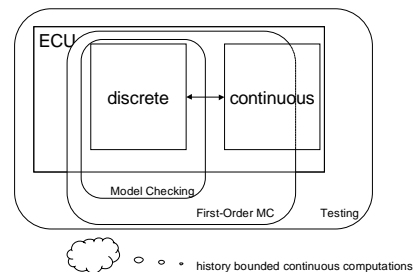 ECU
discrete
continuous
Model Checking
First-Order MC
Testing
history bounded continuous computations